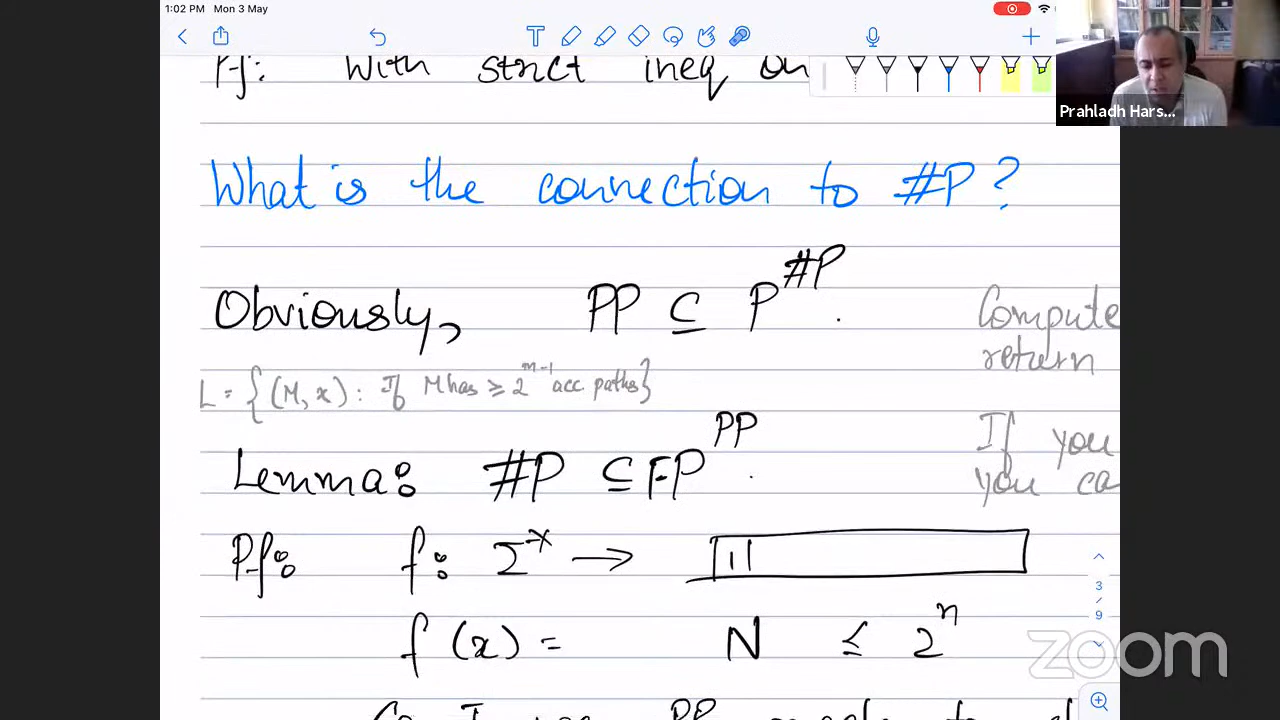 1:02 PM Mon 3 May
Pf: With strict ineq on
Prahladh Hars...
What is the connection to #P?
Obviously, PP ⊆ P^#P.
Compute
return
L = {(M, x) : If M has ≥ 2^{m-1} acc. paths}
If you
you ca
Lemma: #P ⊆ FP^PP.
Pf: f: Σ^* →
f(x) = N ≤ 2^n
3
/
9
zoom